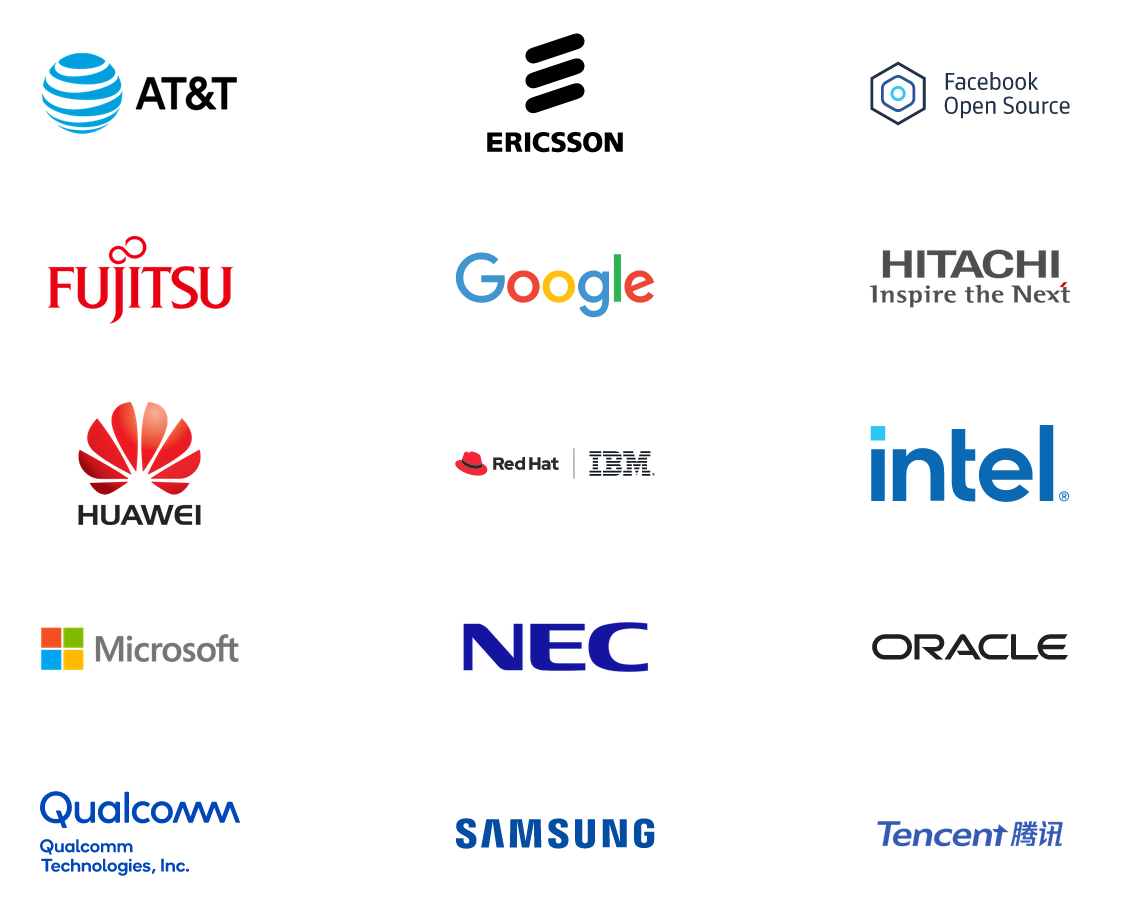 AT&T
ERICSSON
Facebook
Open Source
FUJITSU
Google
HITACHI
Inspire the Next
HUAWEI
Red Hat
IBM.
intel®
Microsoft
NEC
ORACLE
Qualcomm
Qualcomm
Technologies, Inc.
SAMSUNG
Tencent 腾讯